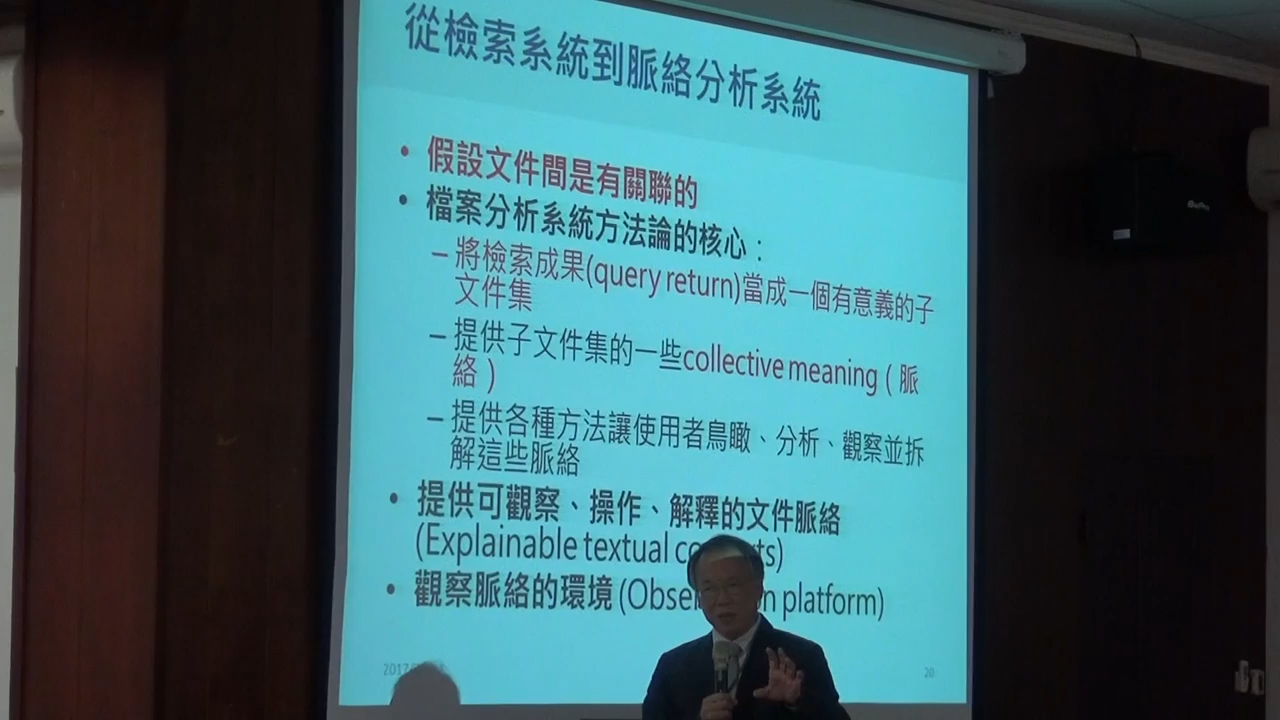 從檢索系統到脈絡分析系統
• 假設文件間是有關聯的
• 檔案分析系統方法論的核心：
– 將檢索成果(query return)當成一個有意義的子
文件集
– 提供子文件集的一些collective meaning ( 脈
絡 )
– 提供各種方法讓使用者鳥瞰、分析、觀察並拆
解這些脈絡
• 提供可觀察、操作、解釋的文件脈絡
(Explainable textual
• 觀察脈絡的環境 (
platform)
20